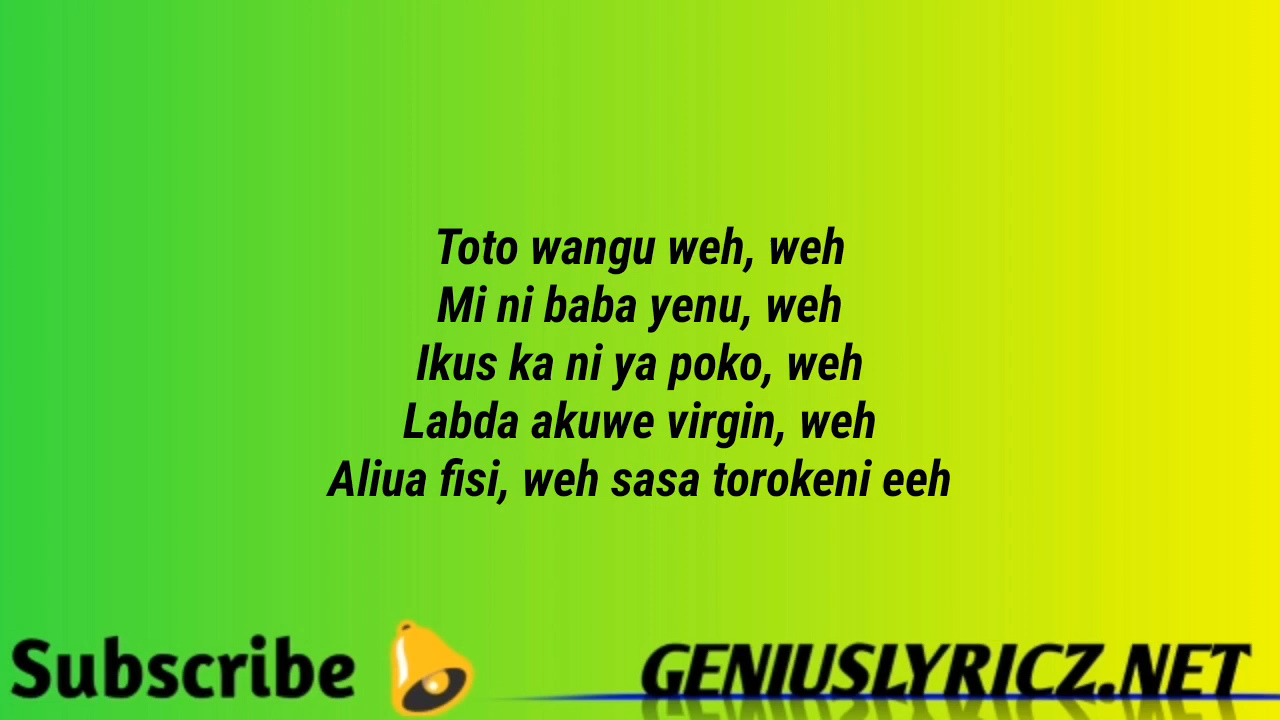 Toto wangu weh, weh
Mi ni baba yenu, weh
Ikus ka ni ya poko, weh
Labda akuwe virgin, weh
Aliua fisi, weh sasa torokeni eeh
Subscribe
GENIUSLYRICZ.NET